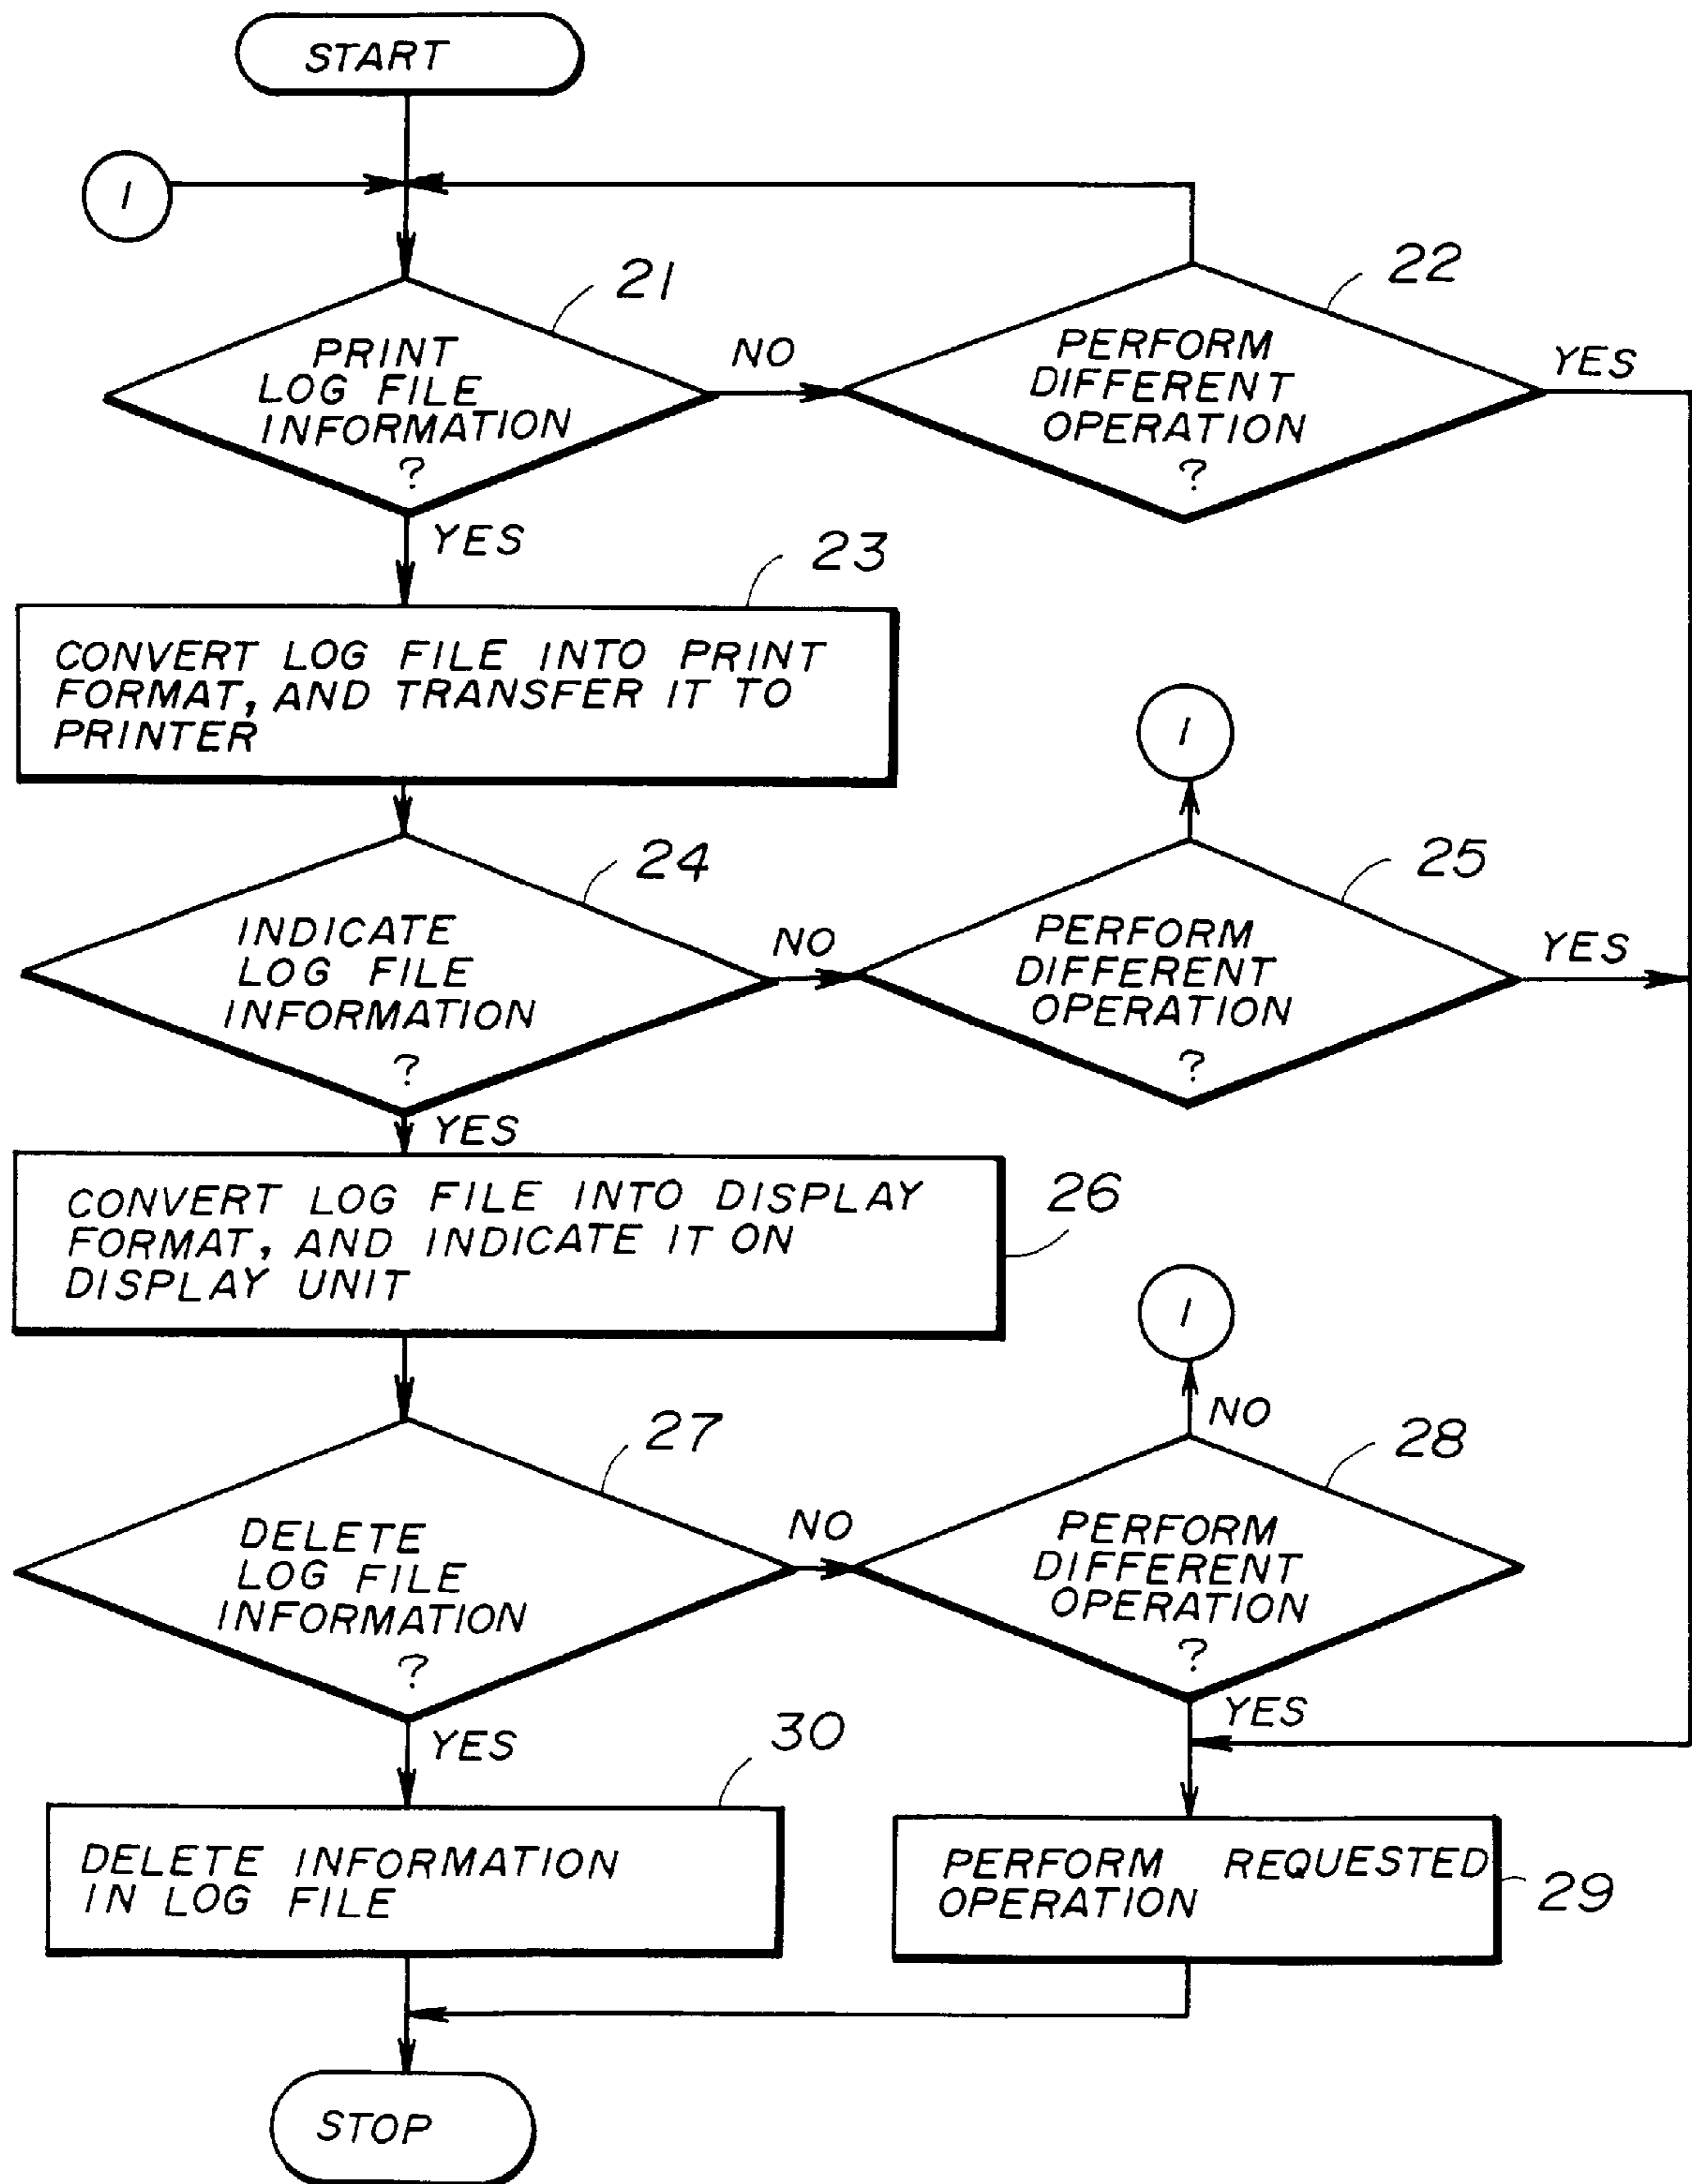 START
1
21
PRINT
LOG FILE
INFORMATION
?
NO
22
PERFORM
DIFFERENT
OPERATION
?
YES
YES
23
CONVERT LOG FILE INTO PRINT
FORMAT, AND TRANSFER IT TO
PRINTER
1
24
INDICATE
LOG FILE
INFORMATION
?
NO
25
PERFORM
DIFFERENT
OPERATION
?
YES
YES
26
CONVERT LOG FILE INTO DISPLAY
FORMAT, AND INDICATE IT ON
DISPLAY UNIT
1
NO
27
DELETE
LOG FILE
INFORMATION
?
NO
28
PERFORM
DIFFERENT
OPERATION
?
YES
YES
30
DELETE INFORMATION
IN LOG FILE
PERFORM REQUESTED
OPERATION
29
STOP